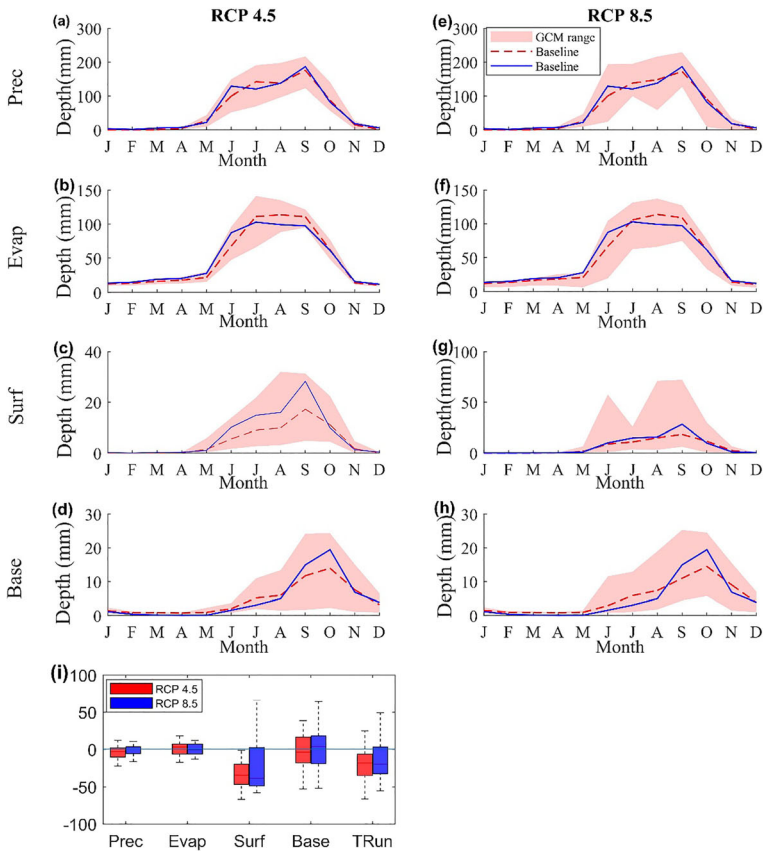 RCP 4.5
RCP 8.5
(a)
Prec
Depth(mm)
300
200
100
0
J F M A M J J A S O N D
Month
(e)
Depth(mm)
300
200
100
0
GCM range
Baseline
Baseline
J F M A M J J A S O N D
Month
(b)
Evap
Depth (mm)
150
100
50
0
J F M A M J J A S O N D
Month
(f)
Depth(mm)
150
100
50
0
J F M A M J J A S O N D
Month
(c)
Surf
Depth (mm)
40
20
0
J F M A M J J A S O N D
Month
(g)
Depth(mm)
100
50
0
J F M A M J J A S O N D
Month
(d)
Base
Depth (mm)
30
20
10
0
J F M A M J J A S O N D
Month
(h)
Depth (mm)
30
20
10
0
J F M A M J J A S O N D
Month
(i)
100
50
0
-50
-100
RCP 4.5
RCP 8.5
Prec Evap Surf Base TRun